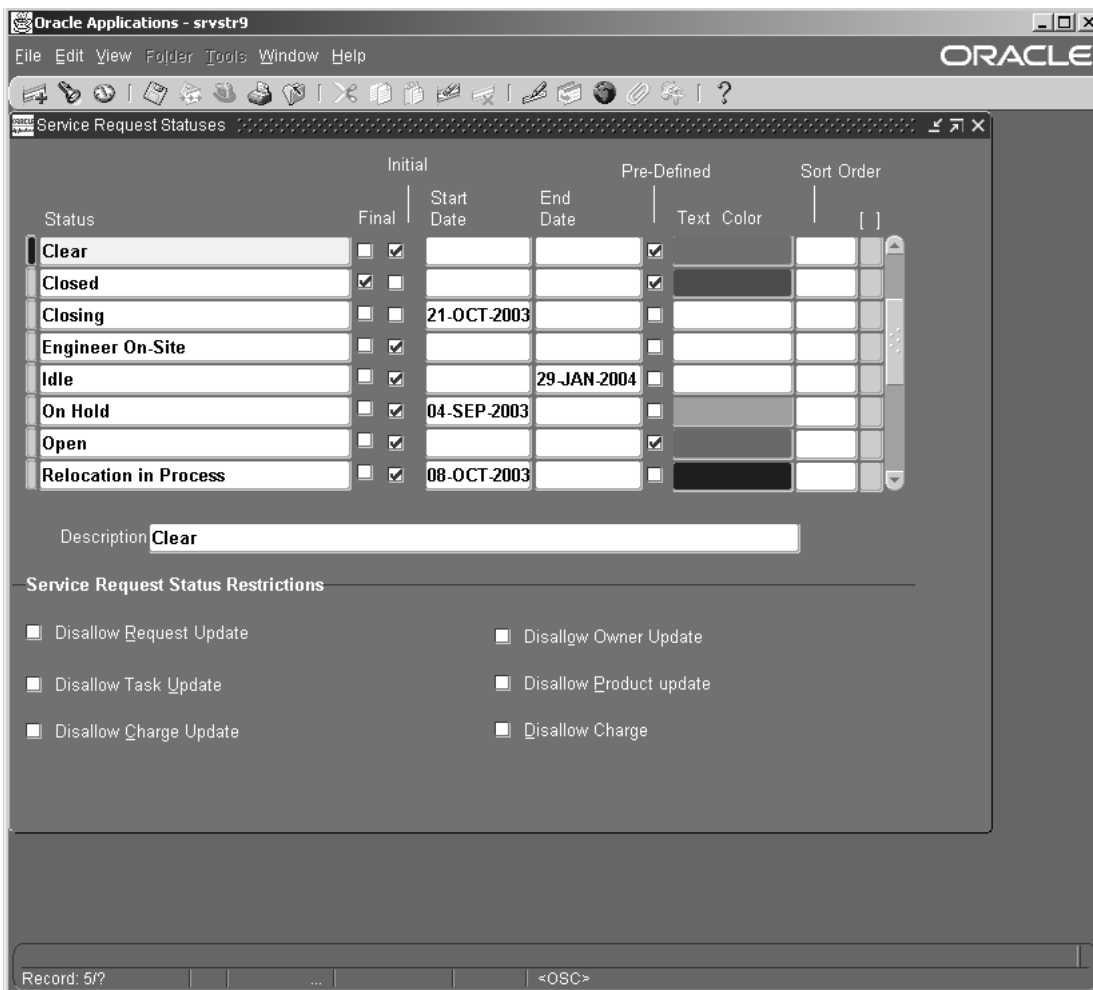 Oracle Applications - srvstr9
File Edit View Folder Tools Window Help
ORACLE
?
Service Request Statuses
Initial
Pre-Defined
Sort Order
Start
End
Status
Final
Date
Date
Text Color
[ ]
Clear
Closed
Closing 21-OCT-2003
Engineer On-Site
Idle 29-JAN-2004
On Hold 04-SEP-2003
Open
Relocation in Process 08-OCT-2003
Description Clear
Service Request Status Restrictions
Disallow Request Update
Disallow Owner Update
Disallow Task Update
Disallow Product update
Disallow Charge Update
Disallow Charge
Record: 5/? ... <OSC>